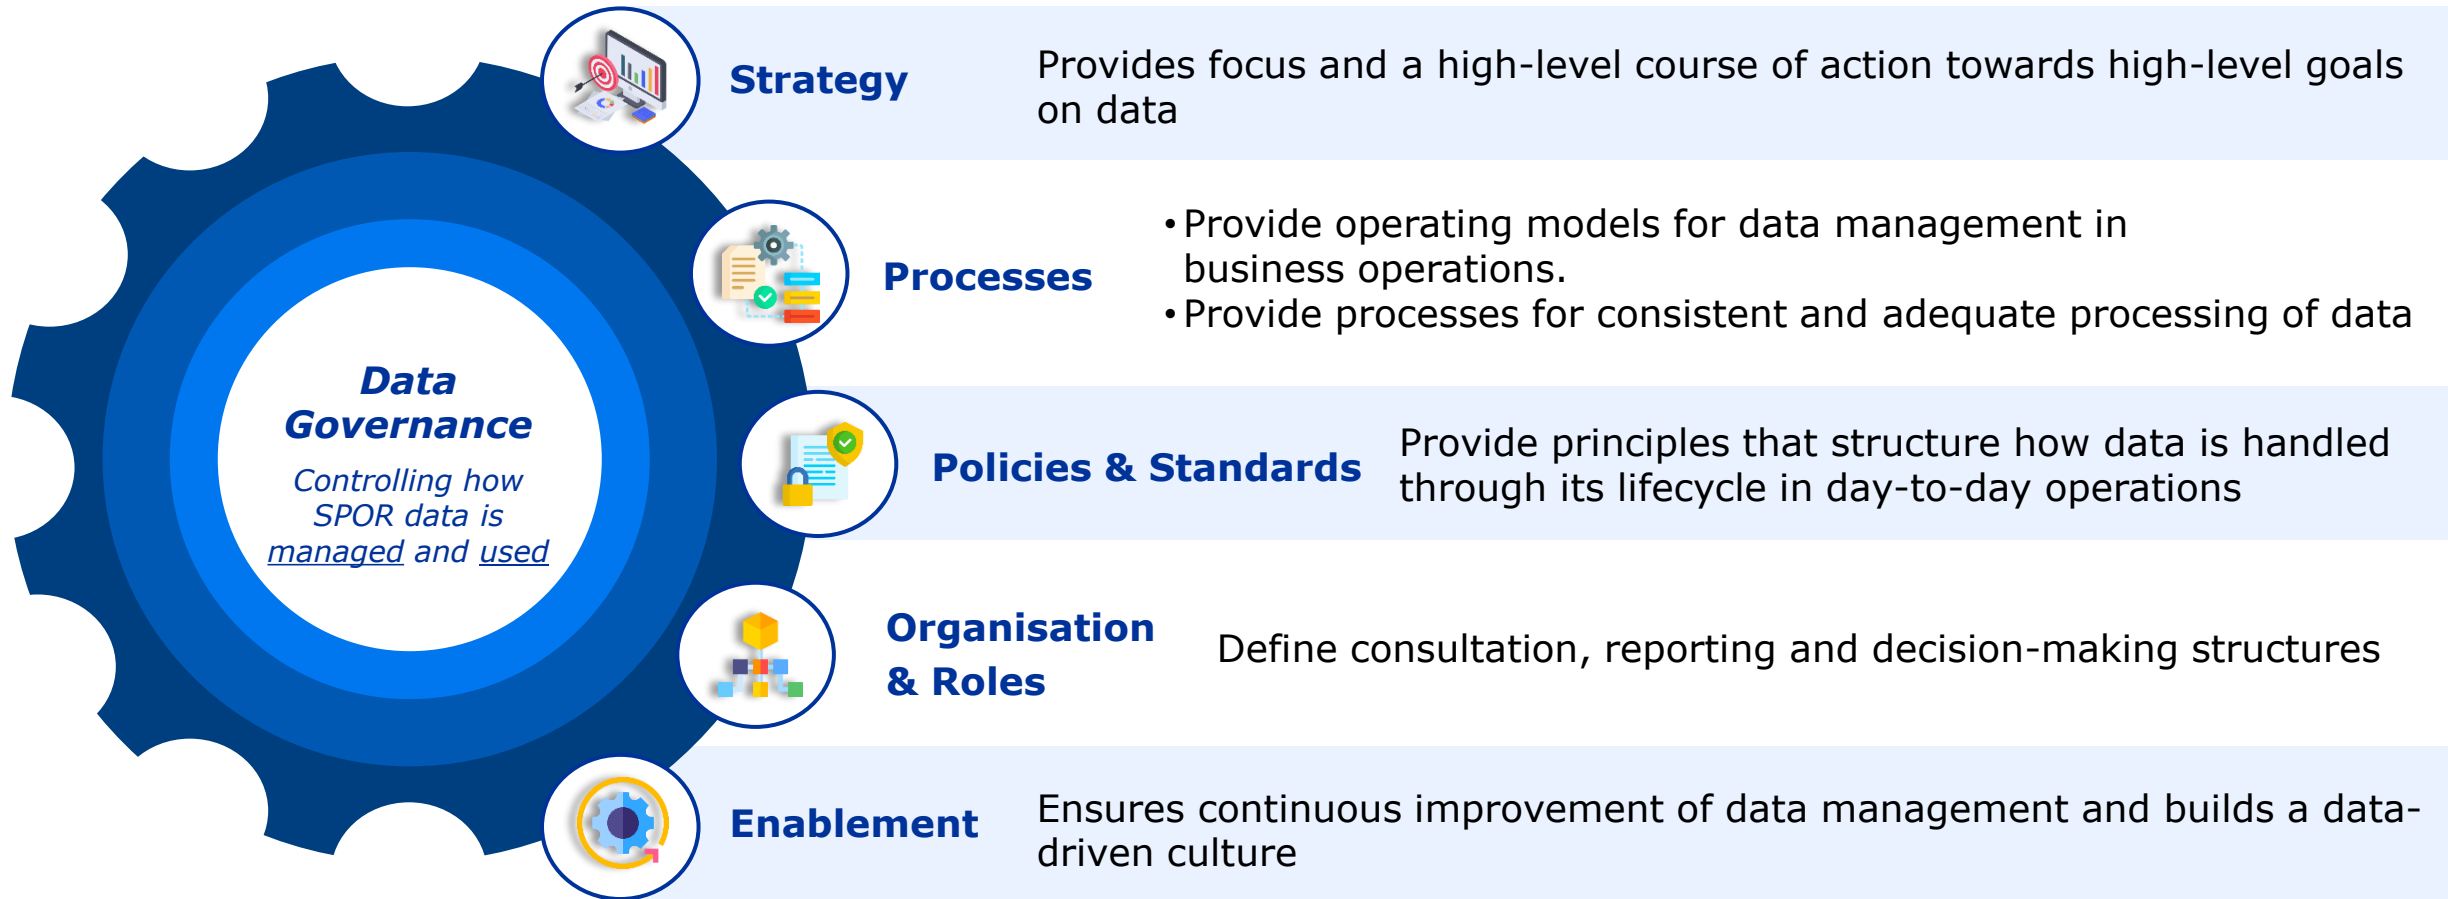 Data
Governance
Controlling how
SPOR data is
managed and used
Strategy
Provides focus and a high-level course of action towards high-level goals
on data
Processes
• Provide operating models for data management in
business operations.
• Provide processes for consistent and adequate processing of data
Policies & Standards
Provide principles that structure how data is handled
through its lifecycle in day-to-day operations
Organisation
& Roles
Define consultation, reporting and decision-making structures
Enablement
Ensures continuous improvement of data management and builds a data-
driven culture